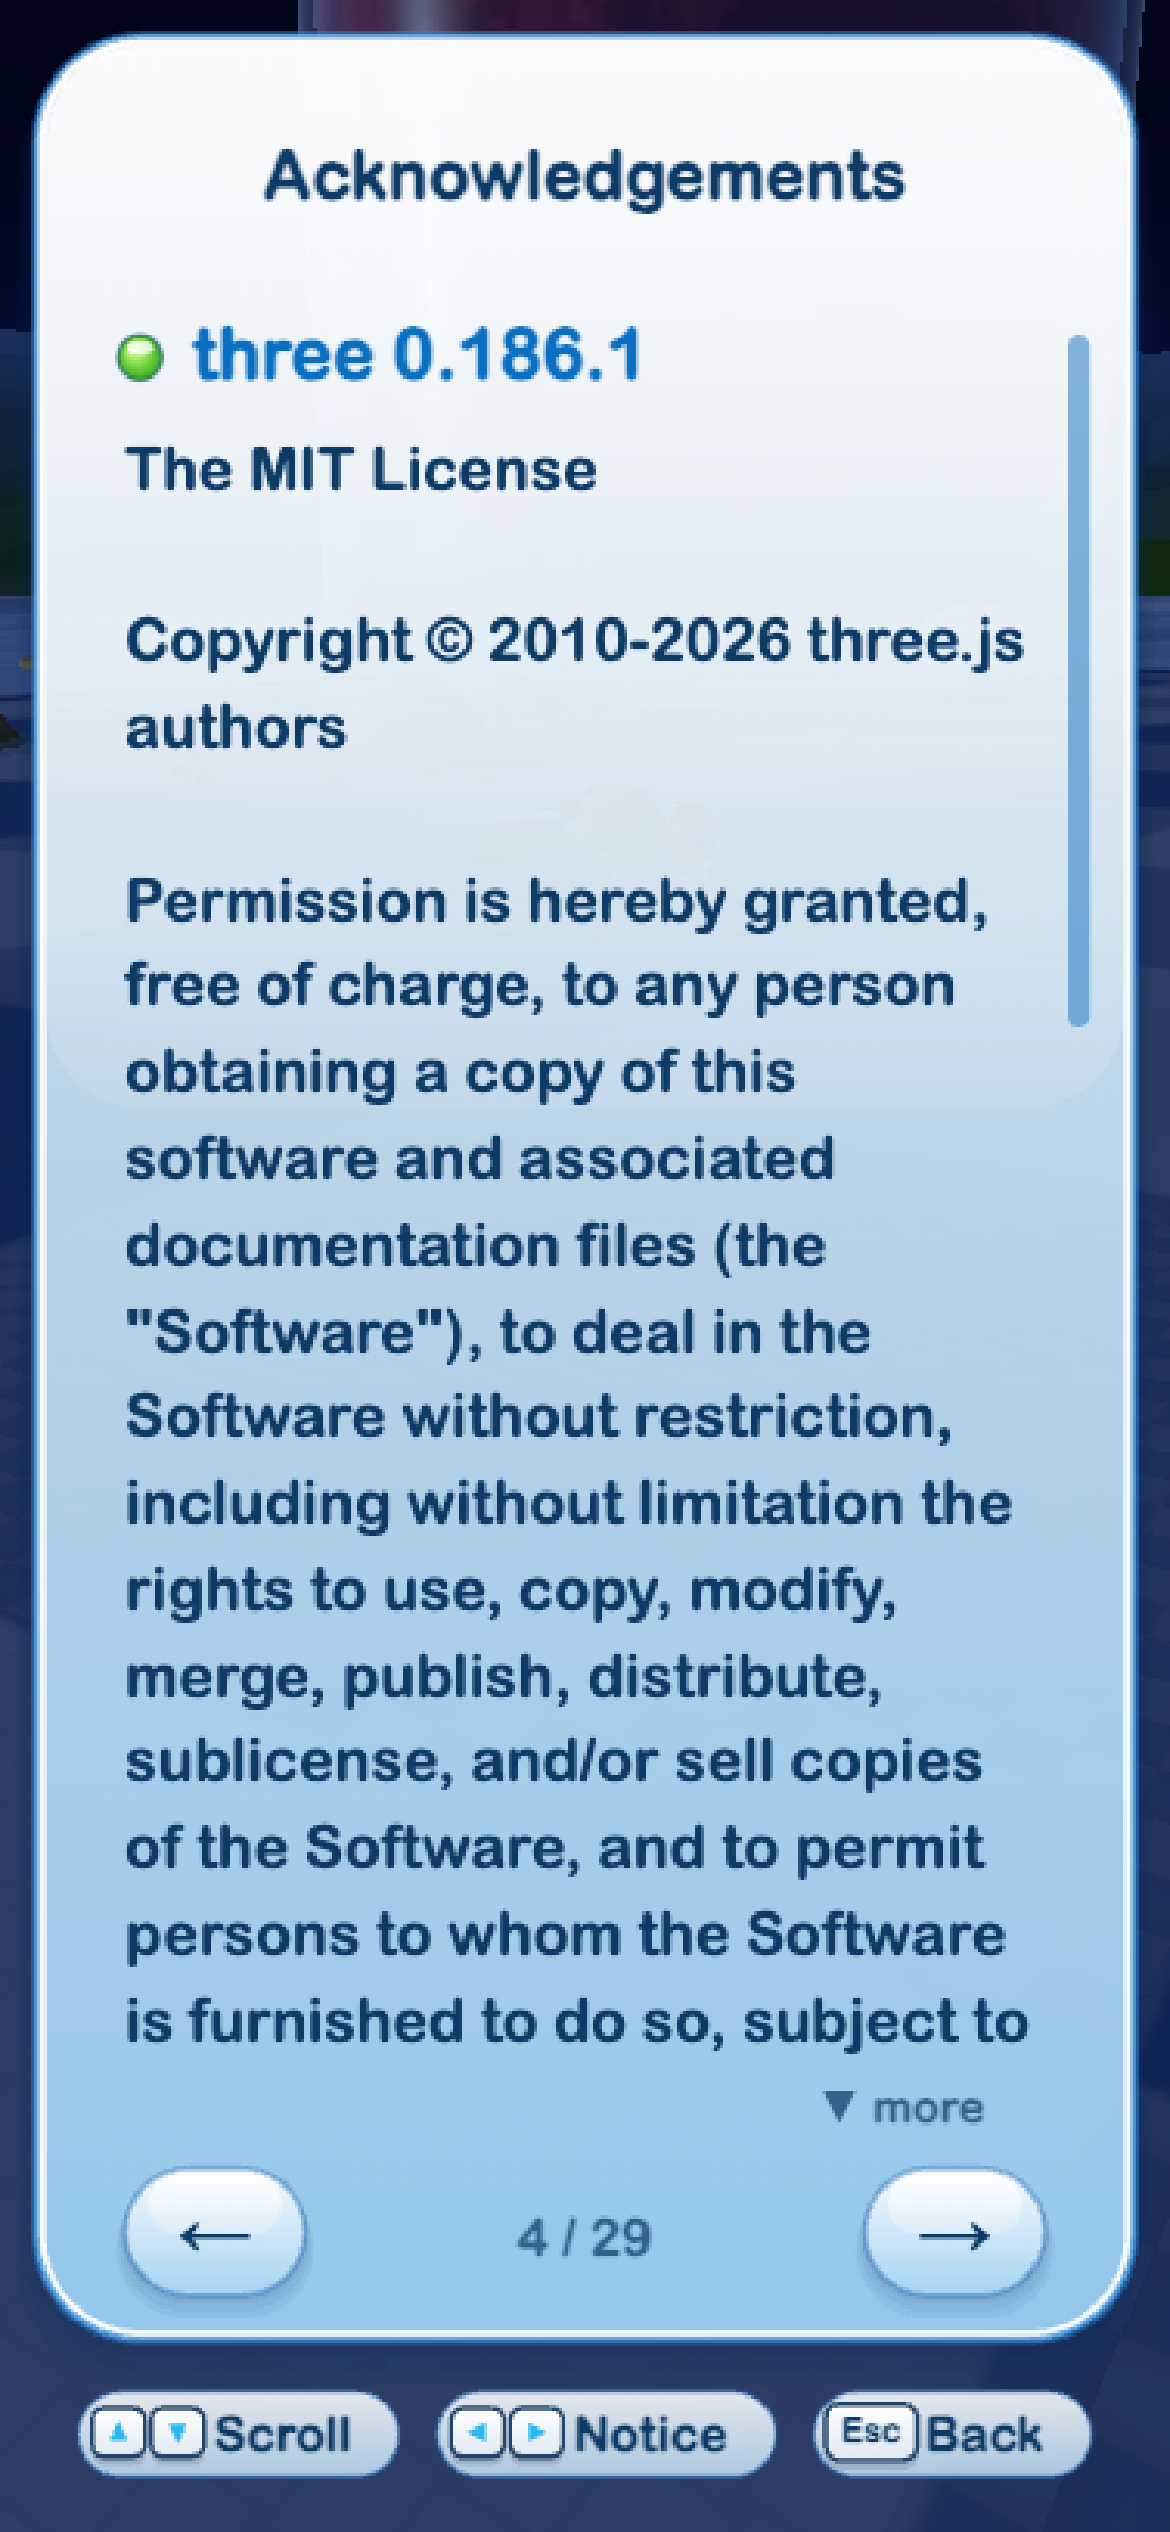 Acknowledgements
three 0.186.1
The MIT License
Copyright © 2010-2026 three.js
authors
Permission is hereby granted,
free of charge, to any person
obtaining a copy of this
software and associated
documentation files (the
"Software"), to deal in the
Software without restriction,
including without limitation the
rights to use, copy, modify,
merge, publish, distribute,
sublicense, and/or sell copies
of the Software, and to permit
persons to whom the Software
is furnished to do so, subject to
▼ more
← 4 / 29 →
▲ ▼ Scroll ◀ ▶ Notice Esc Back